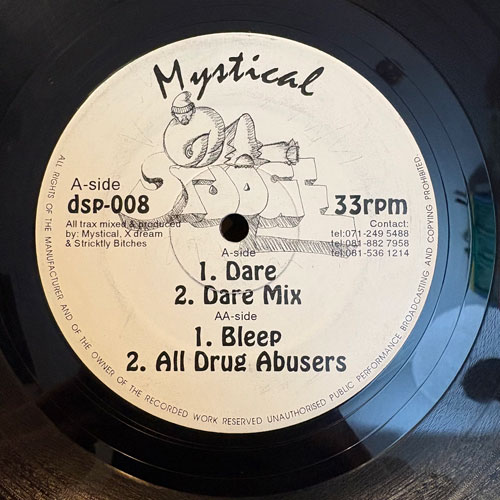 Mystical
DA
STASH
A-side
dsp-008
33rpm
All trax mixed & produced
by: Mystical, X dream
& Stricktly Bitches
Contact:
tel:071-249 5488
tel:081-882 7958
tel:081-536 1214
A-side
1. Dare
2. Dare Mix
AA-side
1. Bleep
2. All Drug Abusers
ALL RIGHTS OF THE MANUFACTURER AND OF THE OWNER OF THE RECORDED WORK RESERVED UNAUTHORISED PUBLIC PERFORMANCE BROADCASTING AND COPYING PROHIBITED.